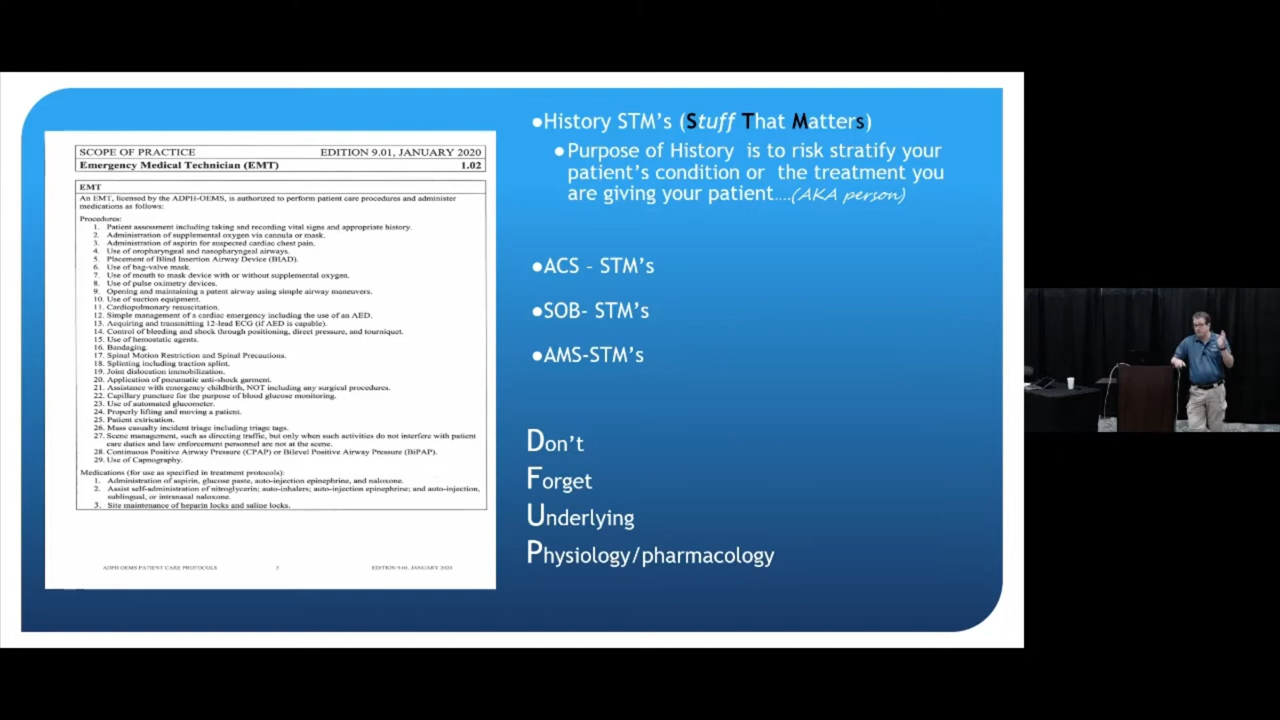 SCOPE OF PRACTICE EDITION 9.01, JANUARY 2020
Emergency Medical Technician (EMT) 1.02
EMT
An EMT, licensed by the ADPH-OEMS, is authorized to perform patient care procedures and administer
medications as follows:
Procedures:
1. Patient assessment including taking and recording vital signs and appropriate history.
2. Administration of supplemental oxygen via cannula or mask.
3. Administration of aspirin for suspected cardiac chest pain.
4. Use of oropharyngeal and nasopharyngeal airways.
5. Placement of Blind Insertion Airway Device (BIAD).
6. Use of bag-valve mask.
7. Use of mouth to mask device with or without supplemental oxygen.
8. Use of pulse oximetry devices.
9. Opening and maintaining a patent airway using simple airway maneuvers.
10. Use of suction equipment.
11. Cardiopulmonary resuscitation.
12. Simple management of a cardiac emergency including the use of an AED.
13. Acquiring and transmitting 12-lead ECG (if AED is capable).
14. Control of bleeding and shock through positioning, direct pressure, and tourniquet.
15. Use of hemostatic agents.
16. Bandaging.
17. Spinal Motion Restriction and Spinal Precautions.
18. Splinting including traction splint.
19. Joint dislocation immobilization.
20. Application of pneumatic anti-shock garment.
21. Assistance with emergency childbirth, NOT including any surgical procedures.
22. Capillary puncture for the purpose of blood glucose monitoring.
23. Use of automated glucometer.
24. Properly lifting and moving a patient.
25. Patient extrication.
26. Mass casualty incident triage including triage tags.
27. Scene management, such as directing traffic, but only when such activities do not interfere with patient
care duties and law enforcement personnel are not at the scene.
28. Continuous Positive Airway Pressure (CPAP) or Bilevel Positive Airway Pressure (BiPAP).
29. Use of Capnography.
Medications (for use as specified in treatment protocols):
1. Administration of aspirin, glucose paste, auto-injection epinephrine, and naloxone.
2. Assist self-administration of nitroglycerin; auto-inhalers; auto-injection epinephrine; and auto-injection,
sublingual, or intranasal naloxone.
3. Site maintenance of heparin locks and saline locks.
ADPH OEMS PATIENT CARE PROTOCOLS 5 EDITION 9.01, JANUARY 2020
●History STM's (Stuff That Matters)
●Purpose of History is to risk stratify your
patient's condition or the treatment you
are giving your patient….(AKA person)
●ACS – STM's
●SOB- STM's
●AMS-STM's
Don't
Forget
Underlying
Physiology/pharmacology